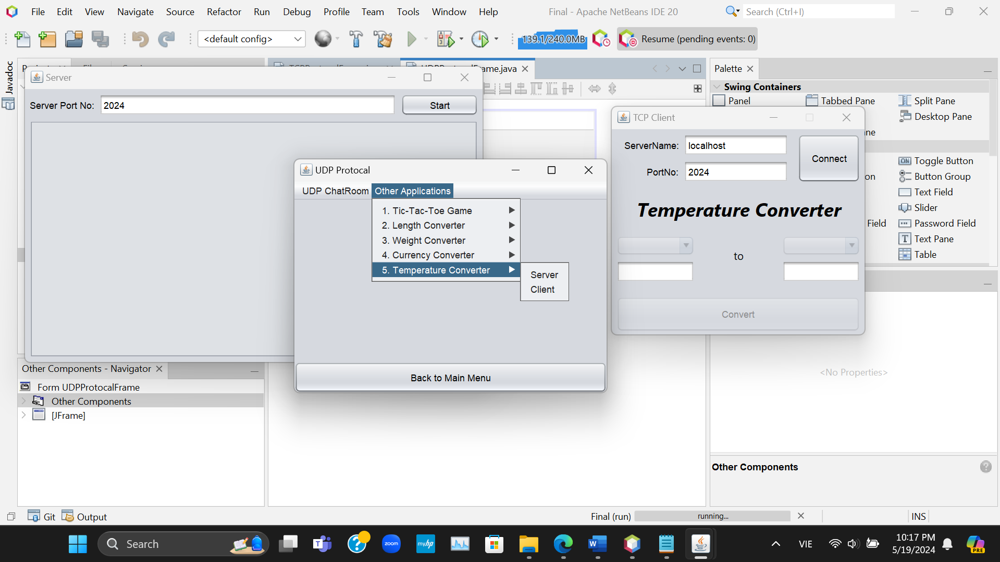 File Edit View Navigate Source Refactor Run Debug Profile Team Tools Window Help
Final - Apache NetBeans IDE 20
Search (Ctrl+I)
<default config>
139.1/240.0MB
Resume (pending events: 0)
Javadoc
Server
Server Port No:
2024
Start
ame.java
Palette
Swing Containers
Panel
Tabbed Pane
Split Pane
Desktop Pane
ne
Toggle Button
on
Button Group
Text Field
Slider
Field
Password Field
Text Pane
Table
TCP Client
ServerName:
localhost
PortNo:
2024
Connect
Temperature Converter
to
Convert
UDP Protocal
UDP ChatRoom
Other Applications
1. Tic-Tac-Toe Game
2. Length Converter
3. Weight Converter
4. Currency Converter
5. Temperature Converter
Server
Client
Back to Main Menu
Other Components - Navigator
Form UDPProtocalFrame
Other Components
[JFrame]
<No Properties>
Other Components
Git
Output
Final (run)
running...
INS
Search
zoom
myhp
VIE
10:17 PM
5/19/2024
PRE